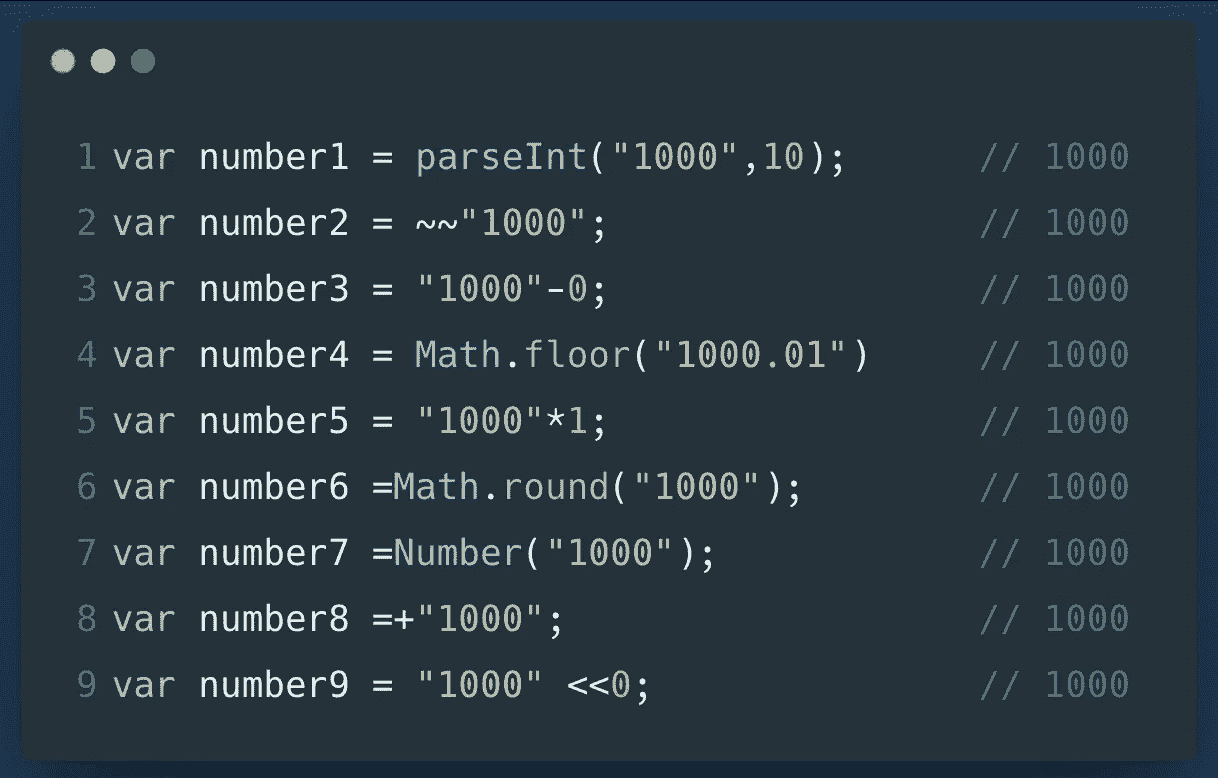 1 var number1 = parseInt("1000",10); // 1000
2 var number2 = ~~"1000"; // 1000
3 var number3 = "1000"-0; // 1000
4 var number4 = Math.floor("1000.01") // 1000
5 var number5 = "1000"*1; // 1000
6 var number6 =Math.round("1000"); // 1000
7 var number7 =Number("1000"); // 1000
8 var number8 =+"1000"; // 1000
9 var number9 = "1000" <<0; // 1000